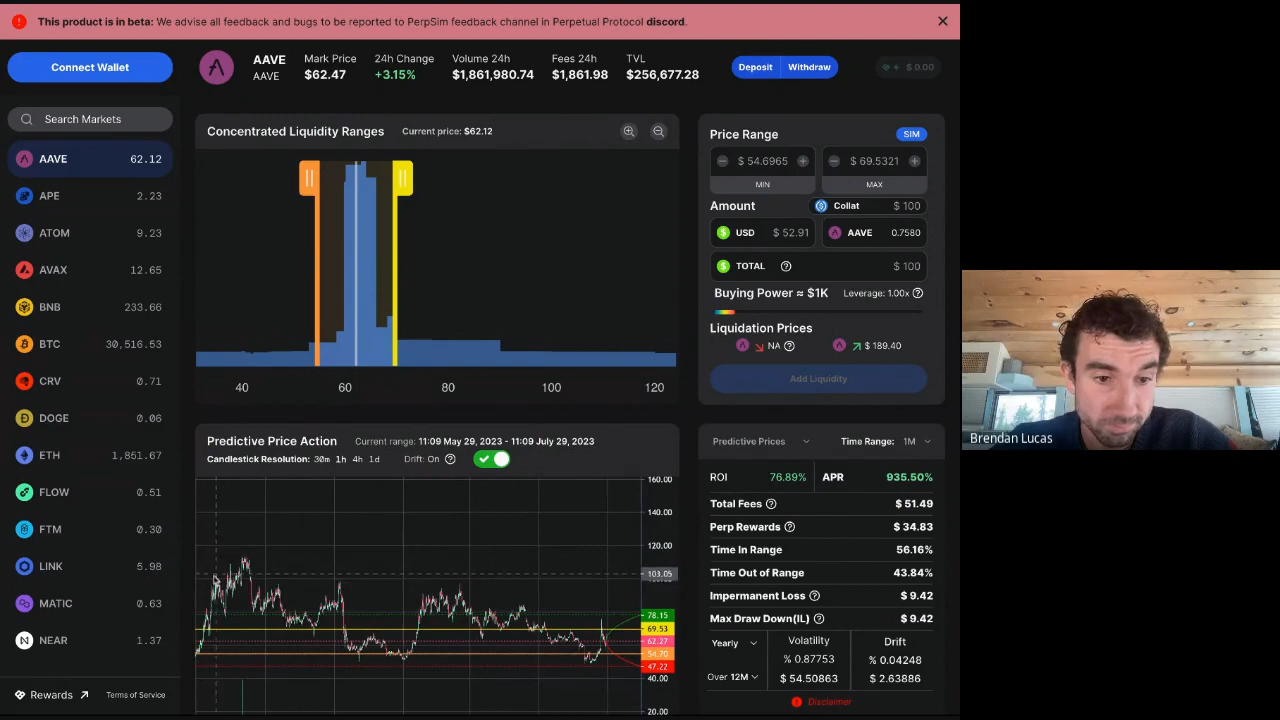 This product is in beta: We advise all feedback and bugs to be reported to PerpSim feedback channel in Perpetual Protocol discord.
Connect Wallet
AAVE
AAVE
Mark Price
$62.47
24h Change
+3.15%
Volume 24h
$1,861,980.74
Fees 24h
$1,861.98
TVL
$256,677.28
Deposit
Withdraw
$ 0.00
Search Markets
AAVE 62.12
APE 2.23
ATOM 9.23
AVAX 12.65
BNB 233.66
BTC 30,516.53
CRV 0.71
DOGE 0.06
ETH 1,851.67
FLOW 0.51
FTM 0.30
LINK 5.98
MATIC 0.63
NEAR 1.37
Rewards
Terms of Service
Concentrated Liquidity Ranges Current price: $62.12
40 60 80 100 120
Price Range SIM
$ 54.6965
MIN
$ 69.5321
MAX
Amount Collat $ 100
USD $ 52.91
AAVE 0.7580
TOTAL $ 100
Buying Power ≈ $1K Leverage: 1.00x
Liquidation Prices
NA
$ 189.40
Add Liquidity
Predictive Price Action Current range: 11:09 May 29, 2023 - 11:09 July 29, 2023
Candlestick Resolution: 30m 1h 4h 1d Drift: On
160.00
140.00
120.00
103.05
78.15
69.53
62.27
54.70
47.22
40.00
20.00
Predictive Prices Time Range: 1M
ROI 76.89% APR 935.50%
Total Fees $ 51.49
Perp Rewards $ 34.83
Time In Range 56.16%
Time Out of Range 43.84%
Impermanent Loss $ 9.42
Max Draw Down(IL) $ 9.42
Yearly
Over 12M
Volatility
% 0.87753
$ 54.50863
Drift
% 0.04248
$ 2.63886
Disclaimer
Brendan Lucas